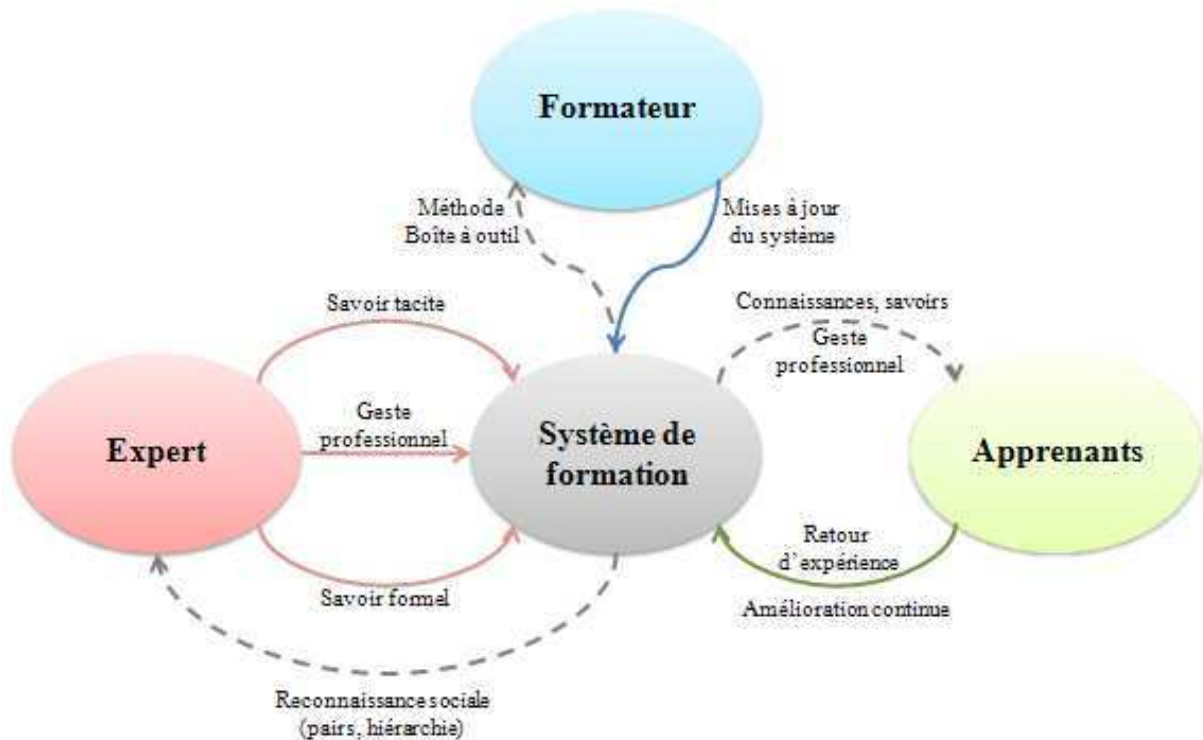 Formateur
Méthode
Boîte à outil
Mises à jour
du système
Savoir tacite
Connaissances, savoirs
Geste
professionnel
Geste
professionnel
Expert
Système de
formation
Apprenants
Retour
d'expérience
Savoir formel
Amélioration continue
Reconnaissance sociale
(pairs, hiérarchie)